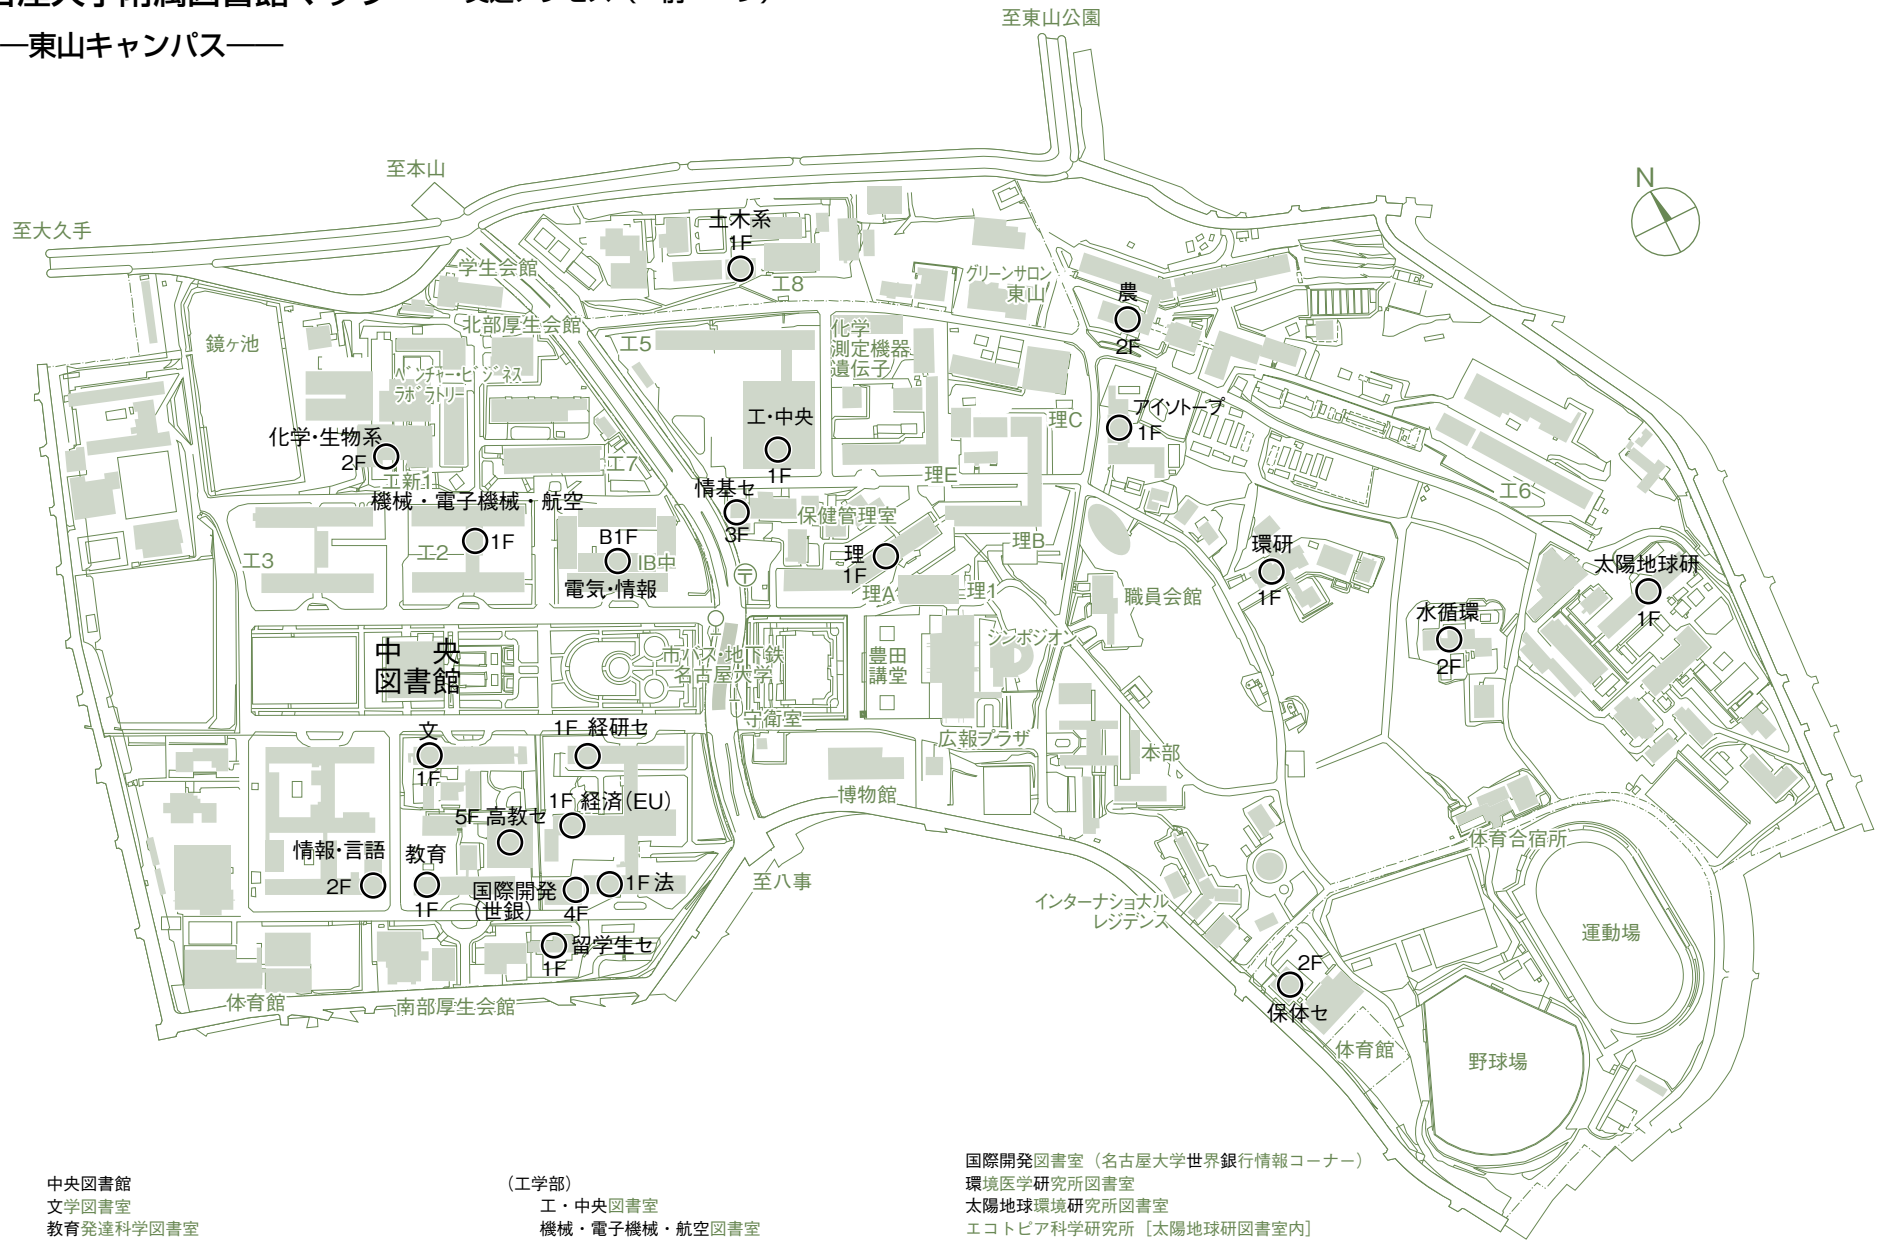 ——東山キャンパス——
至東山公園
至本山
至大久手
N
土木系
1F
工8
学生会館
グリーンサロン
東山
農
2F
北部厚生会館
鏡ヶ池
工5
化学
測定機器
遺伝子
ベンチャー・ビジネス
ラボラトリー
工・中央
1F
理C
アイソトープ
1F
化学・生物系
2F
工新1
工7
理E
工6
機械・電子機械・航空
1F
情基セ
3F
保健管理室
工3
工2
B1F
IB中
電気・情報
理
1F
理B
環研
1F
太陽地球研
1F
〒
理A
理1
職員会館
水循環
2F
中 央
図書館
市バス・地下鉄
名古屋大学
豊田
講堂
シンポジオン
守衛室
文
1F
1F 経研セ
広報プラザ
本部
博物館
1F 経済（EU）
5F 高教セ
体育合宿所
情報・言語
2F
教育
1F
国際開発
（世銀）
4F
1F 法
至八事
インターナショナル
レジデンス
運動場
留学生セ
1F
2F
保体セ
体育館
南部厚生会館
体育館
野球場
中央図書館
文学図書室
教育発達科学図書室
（工学部）
工・中央図書室
機械・電子機械・航空図書室
国際開発図書室（名古屋大学世界銀行情報コーナー）
環境医学研究所図書室
太陽地球環境研究所図書室
エコトピア科学研究所［太陽地球研図書室内］